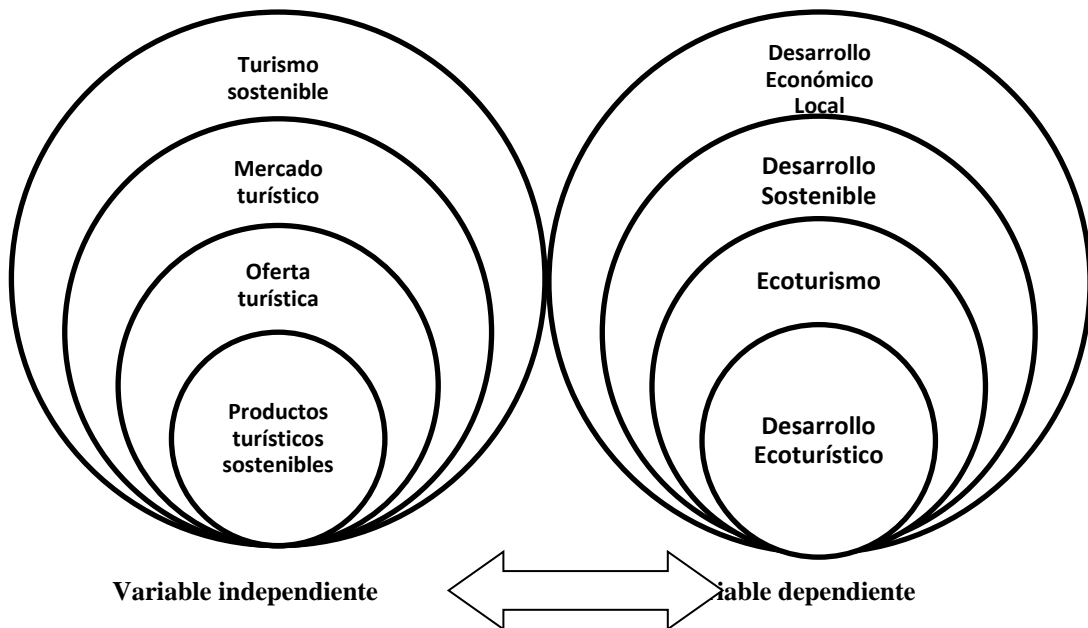 Turismo
sostenible
Mercado
turístico
Oferta
turística
Productos
turísticos
sostenibles
Desarrollo
Económico
Local
Desarrollo
Sostenible
Ecoturismo
Desarrollo
Ecoturístico
Variable independiente
dependiente